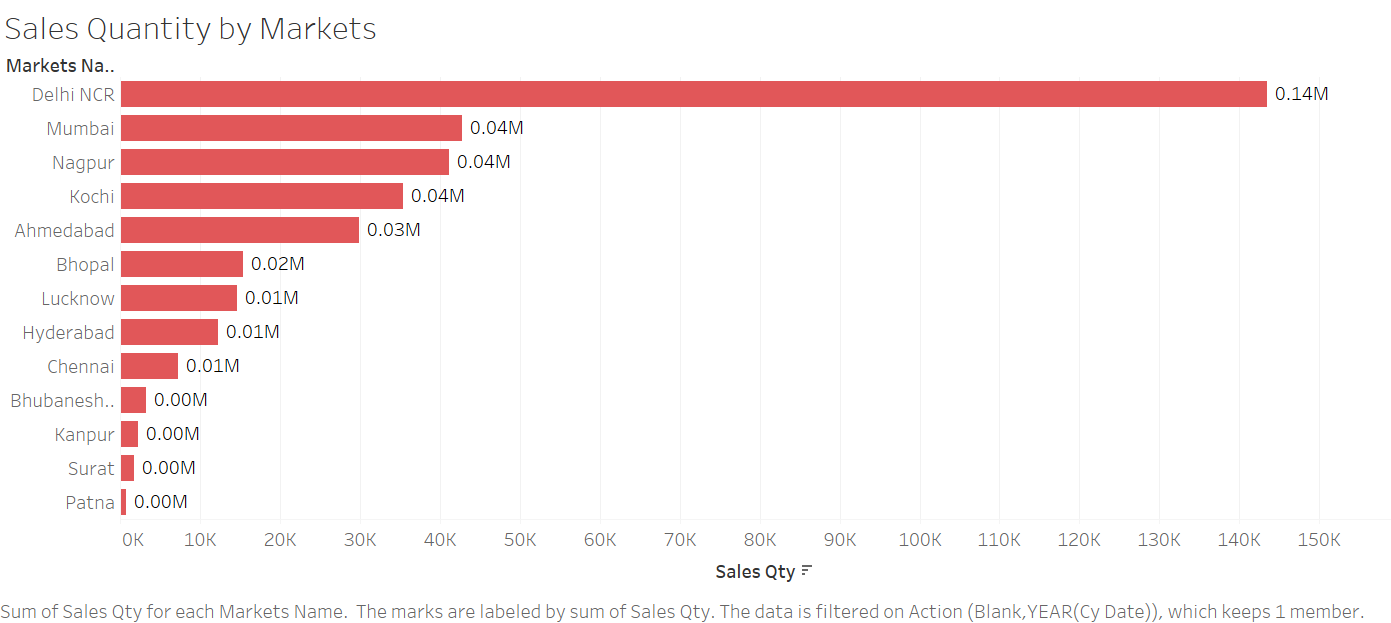 Sales Quantity by Markets
Markets Na..
Delhi NCR 0.14M
Mumbai 0.04M
Nagpur 0.04M
Kochi 0.04M
Ahmedabad 0.03M
Bhopal 0.02M
Lucknow 0.01M
Hyderabad 0.01M
Chennai 0.01M
Bhubanesh.. 0.00M
Kanpur 0.00M
Surat 0.00M
Patna 0.00M
0K 10K 20K 30K 40K 50K 60K 70K 80K 90K 100K 110K 120K 130K 140K 150K
Sales Qty
Sum of Sales Qty for each Markets Name.  The marks are labeled by sum of Sales Qty. The data is filtered on Action (Blank,YEAR(Cy Date)), which keeps 1 member.